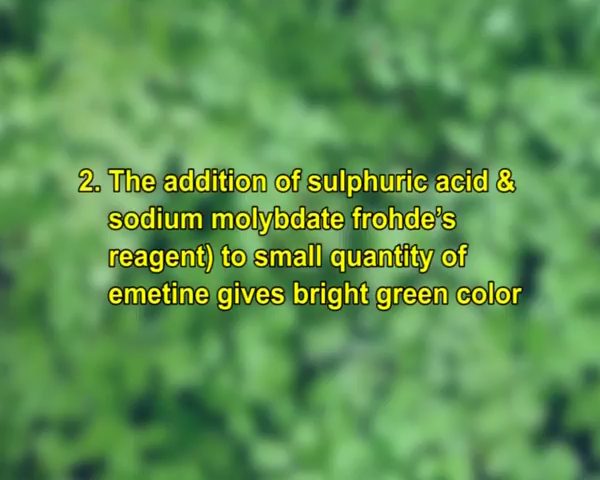 2. The addition of sulphuric acid &
sodium molybdate frohde's
reagent) to small quantity of
emetine gives bright green color